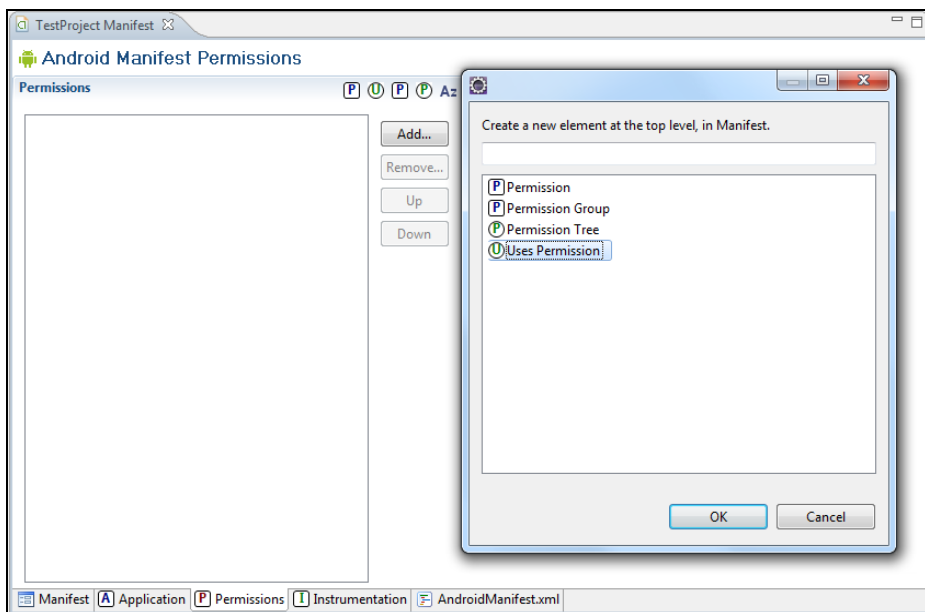 TestProject Manifest
Android Manifest Permissions
Permissions
P U P P Az
Add...
Remove...
Up
Down
Create a new element at the top level, in Manifest.
P Permission
P Permission Group
P Permission Tree
U Uses Permission
OK Cancel
Manifest A Application P Permissions I Instrumentation AndroidManifest.xml